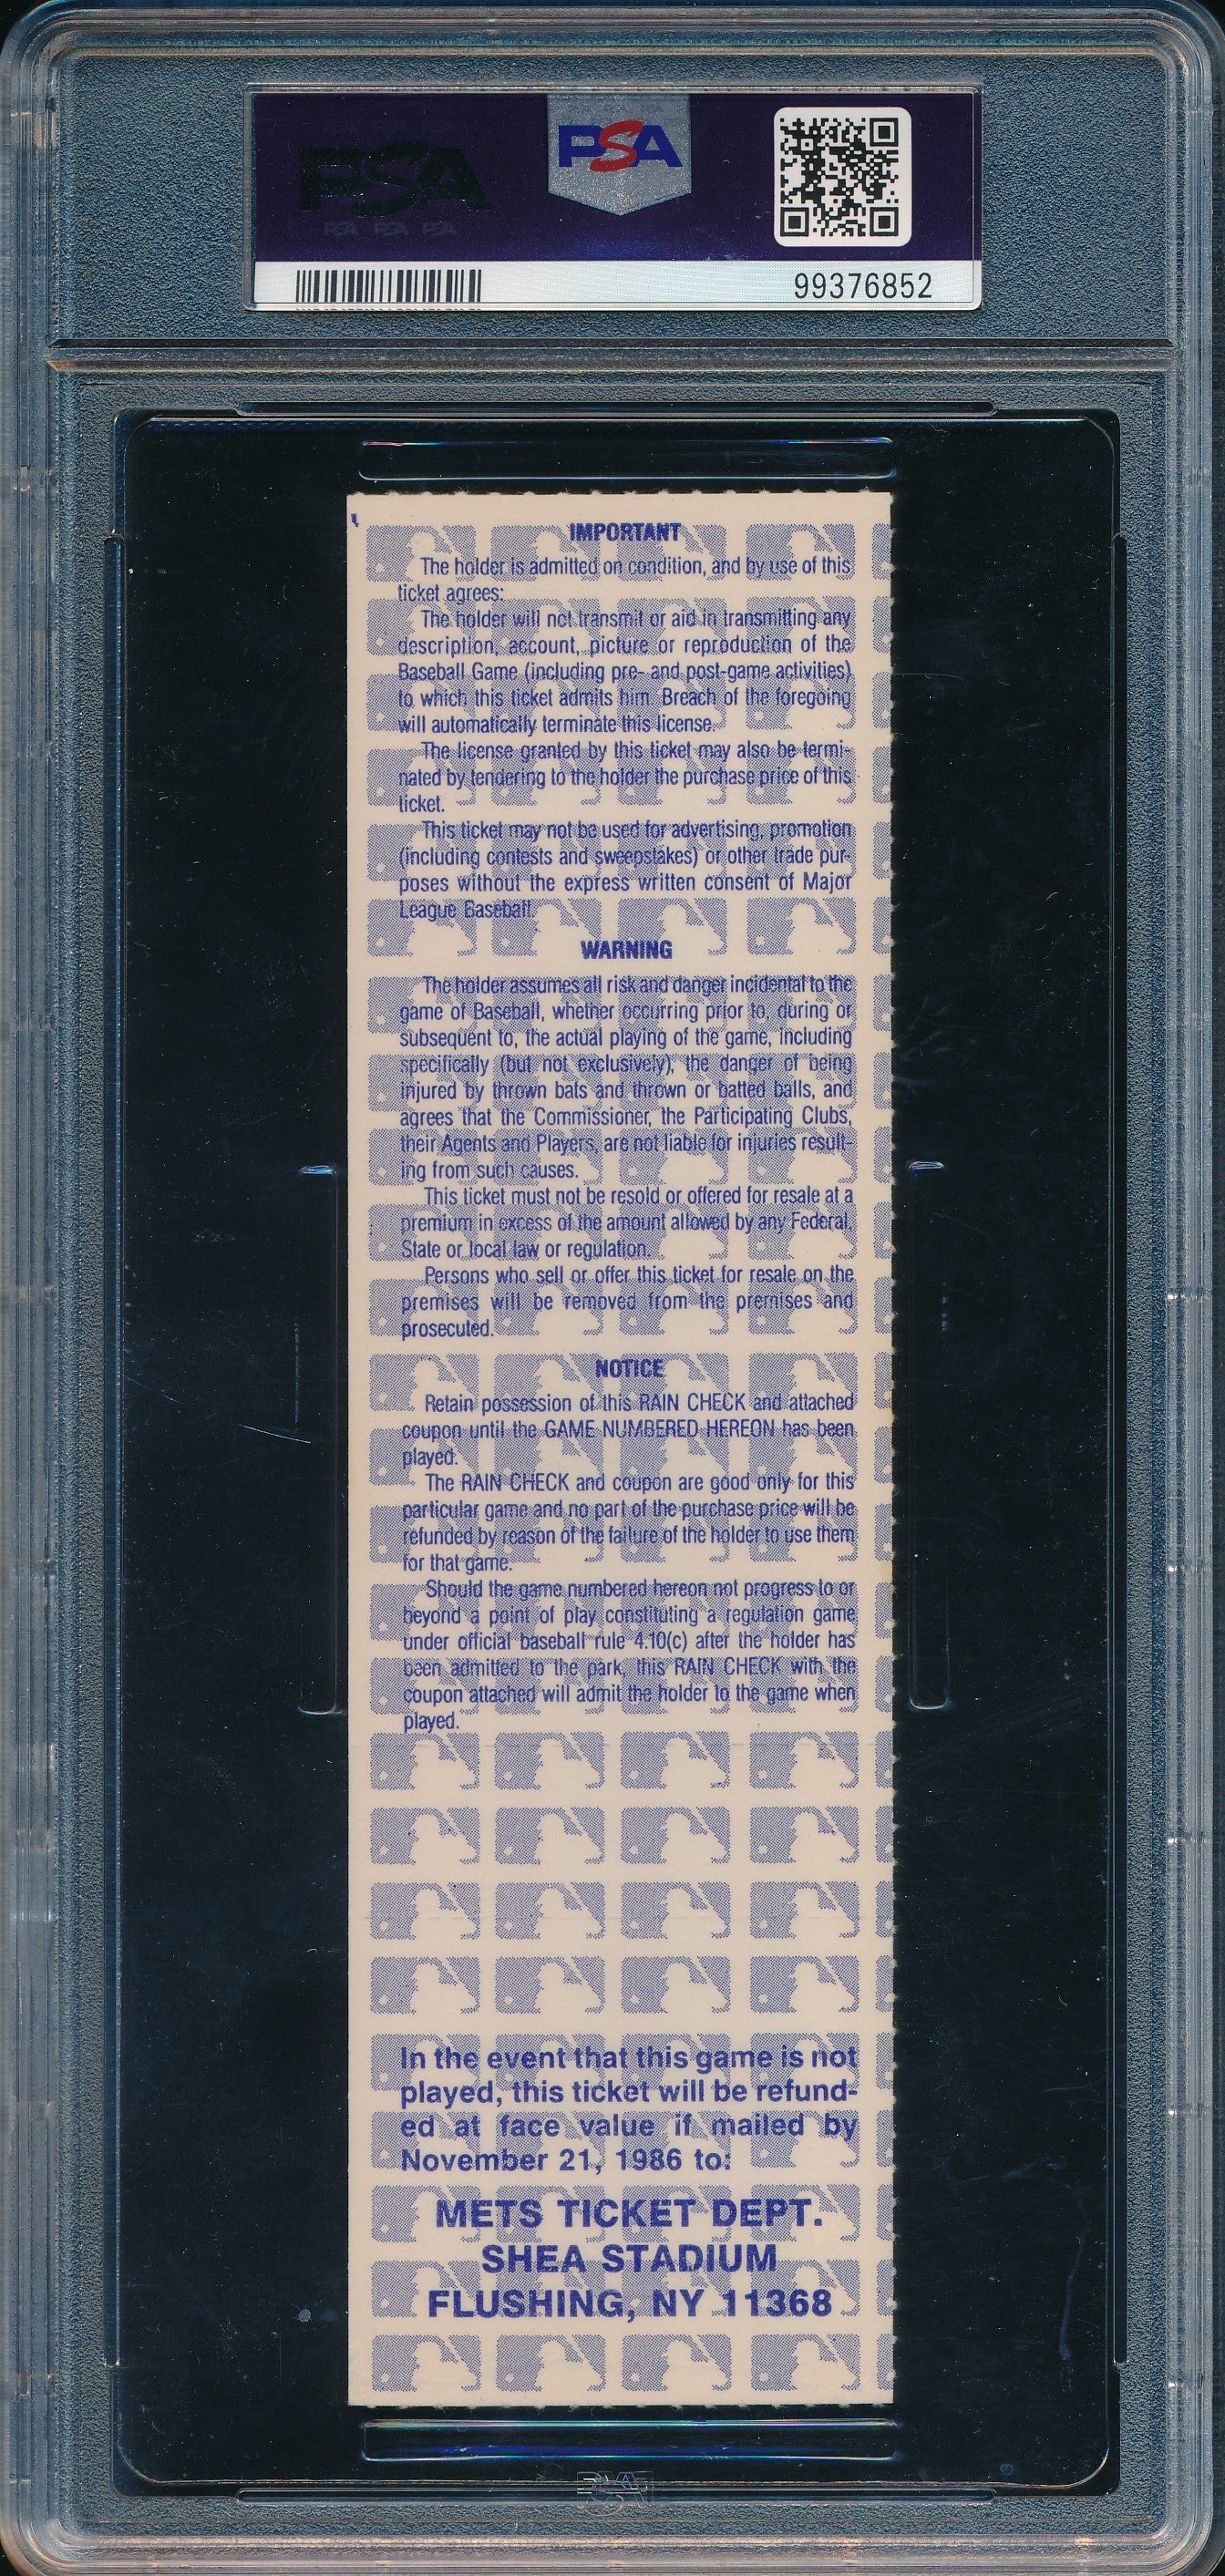 PSA
PSA
PSA PSA PSA
99376852
IMPORTANT
The holder is admitted on condition, and by use of this
ticket agrees:
The holder will not transmit or aid in transmitting any
description, account, picture or reproduction of the
Baseball Game (including pre- and post-game activities)
to which this ticket admits him. Breach of the foregoing
will automatically terminate this license.
The license granted by this ticket may also be termi-
nated by tendering to the holder the purchase price of this
ticket.
This ticket may not be used for advertising, promotion
(including contests and sweepstakes) or other trade pur-
poses without the express written consent of Major
League Baseball.
WARNING
The holder assumes all risk and danger incidental to the
game of Baseball, whether occurring prior to, during or
subsequent to, the actual playing of the game, including
specifically (but not exclusively), the danger of being
injured by thrown bats and thrown or batted balls, and
agrees that the Commissioner, the Participating Clubs,
their Agents and Players, are not liable for injuries result-
ing from such causes.
This ticket must not be resold or offered for resale at a
premium in excess of the amount allowed by any Federal,
State or local law or regulation.
Persons who sell or offer this ticket for resale on the
premises will be removed from the premises and
prosecuted.
NOTICE
Retain possession of this RAIN CHECK and attached
coupon until the GAME NUMBERED HEREON has been
played.
The RAIN CHECK and coupon are good only for this
particular game and no part of the purchase price will be
refunded by reason of the failure of the holder to use them
for that game.
Should the game numbered hereon not progress to or
beyond a point of play constituting a regulation game
under official baseball rule 4.10(c) after the holder has
been admitted to the park, this RAIN CHECK with the
coupon attached will admit the holder to the game when
played.
In the event that this game is not
played, this ticket will be refund-
ed at face value if mailed by
November 21, 1986 to:
METS TICKET DEPT.
SHEA STADIUM
FLUSHING, NY 11368